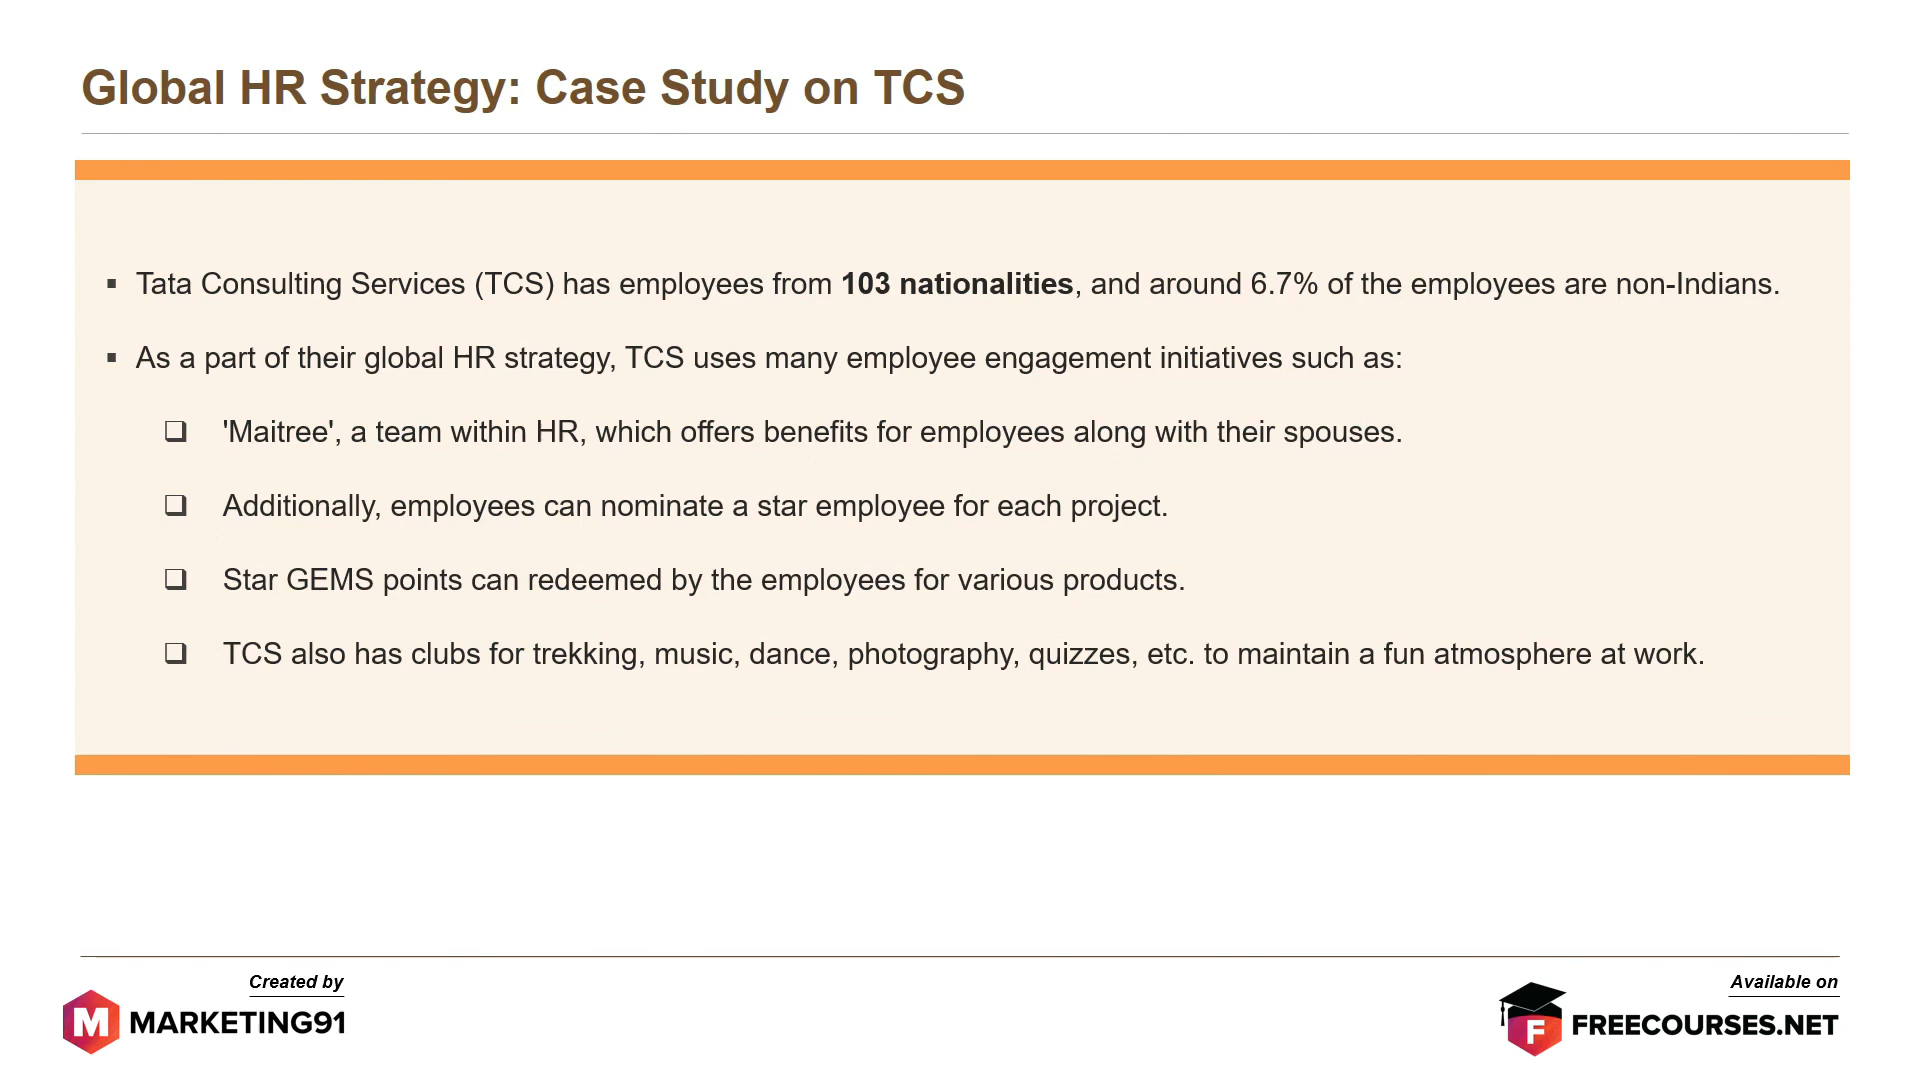 Global HR Strategy: Case Study on TCS
▪ Tata Consulting Services (TCS) has employees from 103 nationalities, and around 6.7% of the employees are non-Indians.
▪ As a part of their global HR strategy, TCS uses many employee engagement initiatives such as:
❑ 'Maitree', a team within HR, which offers benefits for employees along with their spouses.
❑ Additionally, employees can nominate a star employee for each project.
❑ Star GEMS points can redeemed by the employees for various products.
❑ TCS also has clubs for trekking, music, dance, photography, quizzes, etc. to maintain a fun atmosphere at work.
Created by
M MARKETING91
Available on
F FREECOURSES.NET